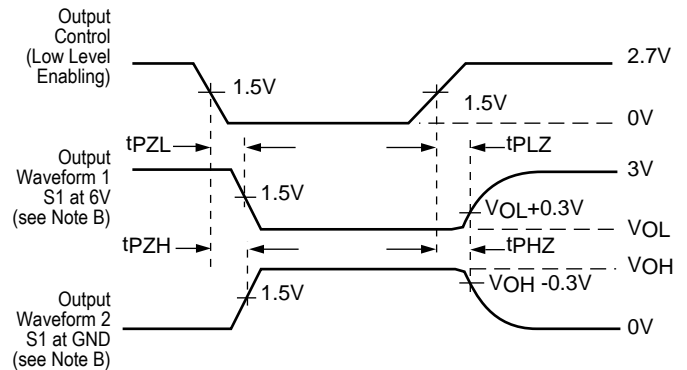 Output
Control
(Low Level
Enabling)
1.5V
1.5V
2.7V
0V
tPZL
tPLZ
Output
Waveform 1
S1 at 6V
(see Note B)
1.5V
3V
VOL+0.3V
VOL
tPZH
tPHZ
VOH
Output
Waveform 2
S1 at GND
(see Note B)
1.5V
VOH -0.3V
0V